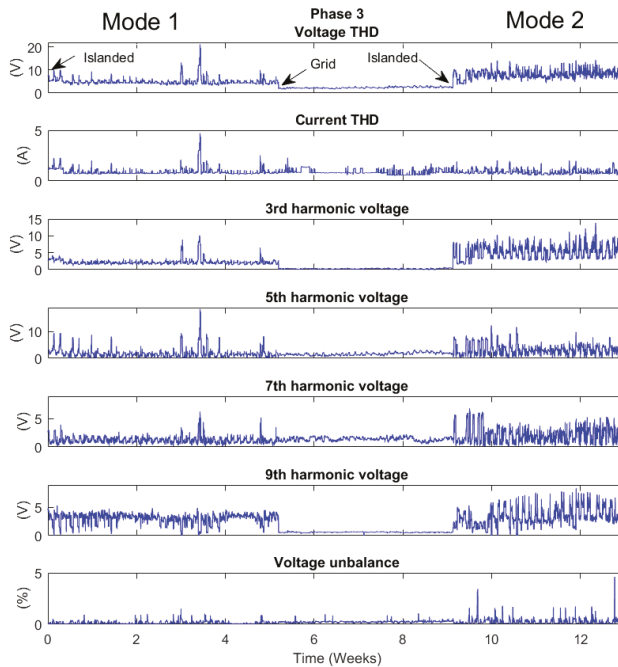 Mode 1
Phase 3
Mode 2
Voltage THD
Islanded
Grid
Islanded
(V)
20
10
0
Current THD
(A)
5
0
3rd harmonic voltage
(V)
15
10
5
0
5th harmonic voltage
(V)
10
0
7th harmonic voltage
(V)
5
0
9th harmonic voltage
(V)
5
0
Voltage unbalance
(%)
5
0
0 2 4 6 8 10 12
Time (Weeks)